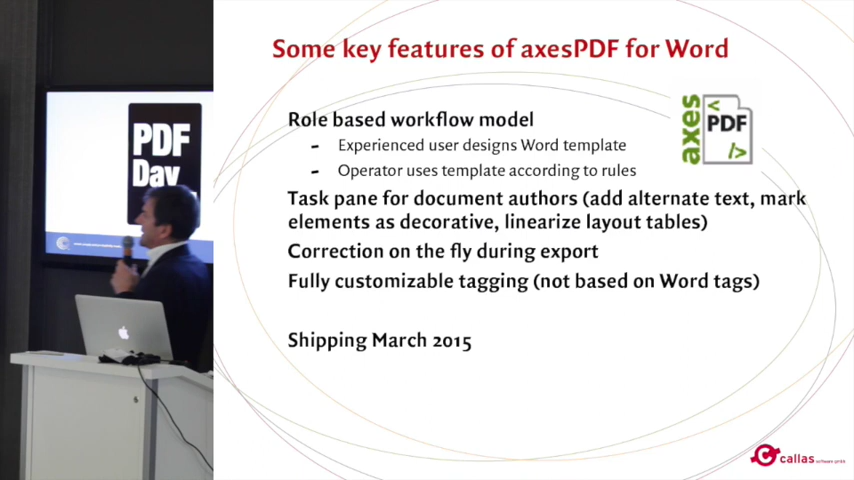 Some key features of axesPDF for Word
Role based workflow model
- Experienced user designs Word template
- Operator uses template according to rules
Task pane for document authors (add alternate text, mark
elements as decorative, linearize layout tables)
Correction on the fly during export
Fully customizable tagging (not based on Word tags)
Shipping March 2015
axes
<
PDF
/>
PDF
Day
callas software gmbh